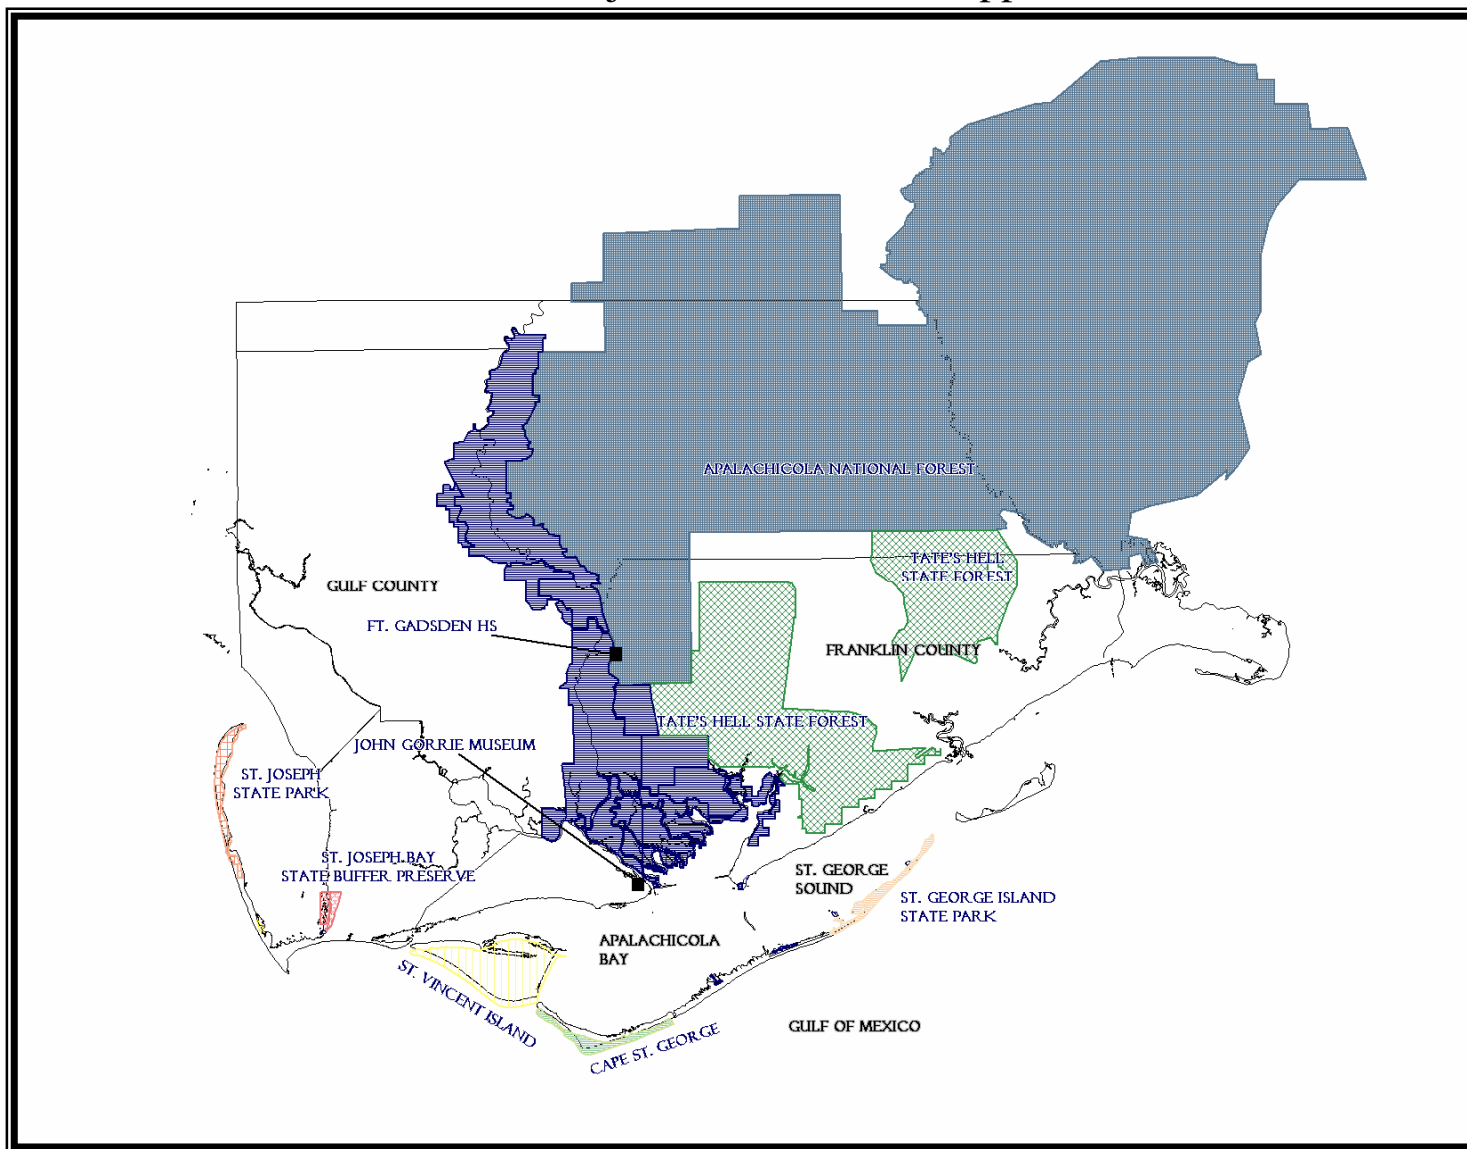 APALACHICOLA NATIONAL FOREST
TATE'S HELL
STATE FOREST
GULF COUNTY
FT. GADSDEN HS
FRANKLIN COUNTY
TATE'S HELL STATE FOREST
JOHN GORRIE MUSEUM
ST. JOSEPH
STATE PARK
ST. JOSEPH BAY
STATE BUFFER PRESERVE
ST. GEORGE
SOUND
ST. GEORGE ISLAND
STATE PARK
APALACHICOLA
BAY
ST. VINCENT ISLAND
CAPE ST. GEORGE
GULF OF MEXICO